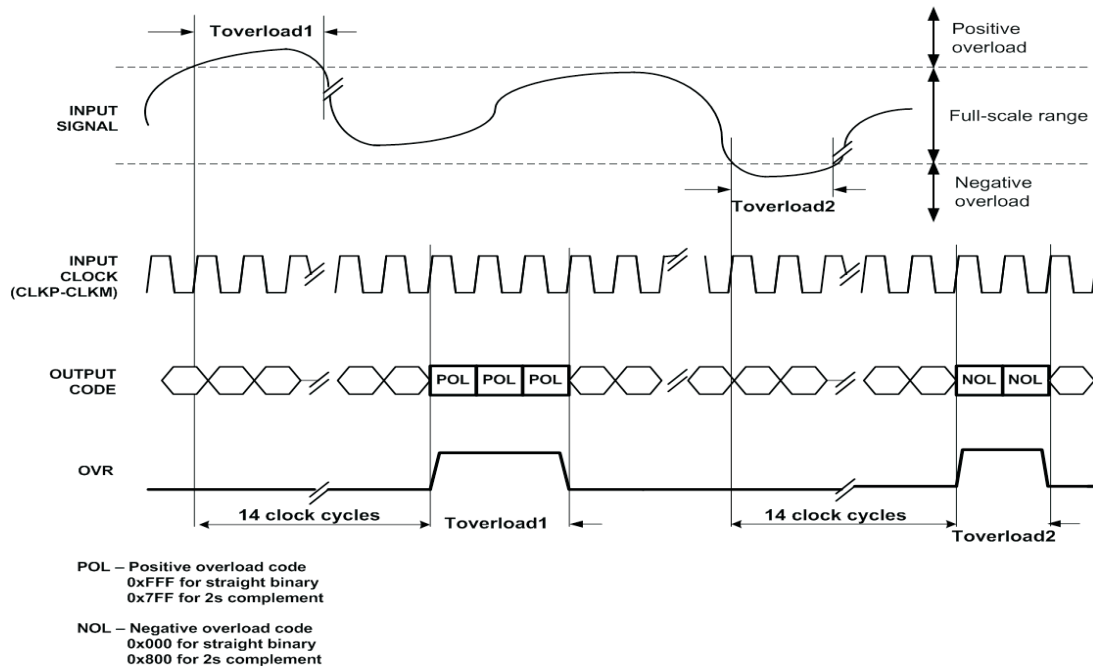 Toverload1
Positive
overload
INPUT
SIGNAL
Full-scale range
Negative
overload
Toverload2
INPUT
CLOCK
(CLKP-CLKM)
OUTPUT
CODE
POL POL POL
NOL NOL
OVR
14 clock cycles
Toverload1
14 clock cycles
Toverload2
POL – Positive overload code
0xFFF for straight binary
0x7FF for 2s complement
NOL – Negative overload code
0x000 for straight binary
0x800 for 2s complement